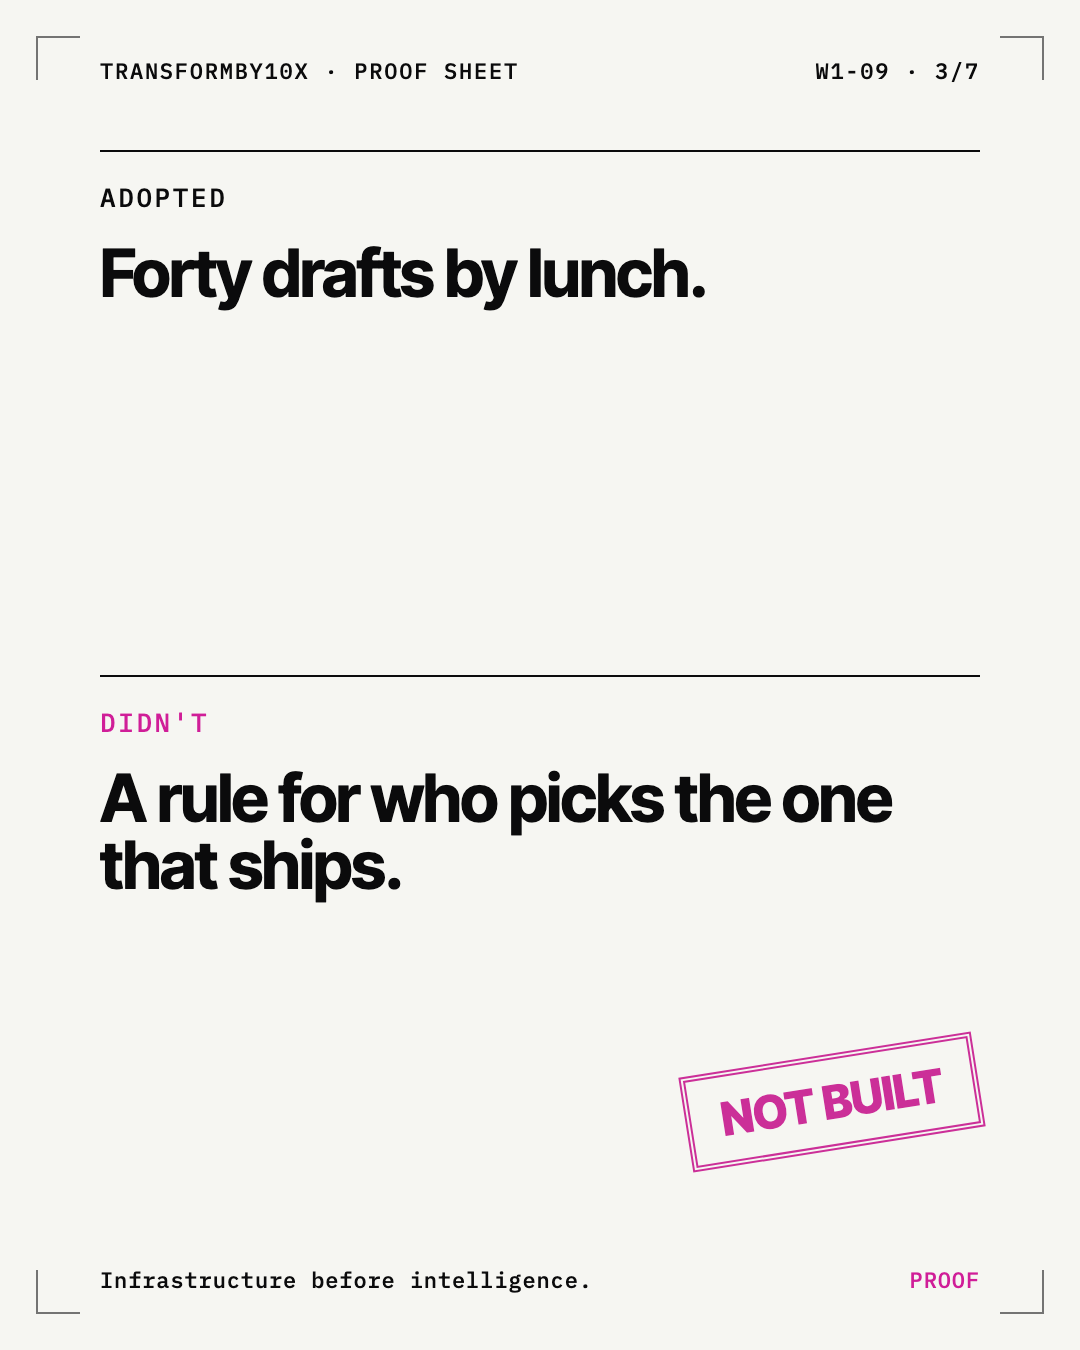 TRANSFORMBY10X · PROOF SHEET
W1-09 · 3/7
ADOPTED
Forty drafts by lunch.
DIDN'T
A rule for who picks the one
that ships.
NOT BUILT
Infrastructure before intelligence.
PROOF